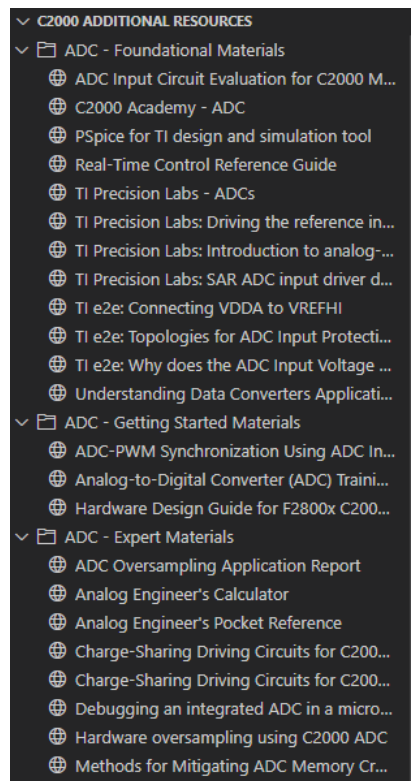 C2000 ADDITIONAL RESOURCES
ADC - Foundational Materials
ADC Input Circuit Evaluation for C2000 M...
C2000 Academy - ADC
PSpice for TI design and simulation tool
Real-Time Control Reference Guide
TI Precision Labs - ADCs
TI Precision Labs: Driving the reference in...
TI Precision Labs: Introduction to analog-...
TI Precision Labs: SAR ADC input driver d...
TI e2e: Connecting VDDA to VREFHI
TI e2e: Topologies for ADC Input Protecti...
TI e2e: Why does the ADC Input Voltage ...
Understanding Data Converters Applicati...
ADC - Getting Started Materials
ADC-PWM Synchronization Using ADC In...
Analog-to-Digital Converter (ADC) Traini...
Hardware Design Guide for F2800x C200...
ADC - Expert Materials
ADC Oversampling Application Report
Analog Engineer's Calculator
Analog Engineer's Pocket Reference
Charge-Sharing Driving Circuits for C200...
Charge-Sharing Driving Circuits for C200...
Debugging an integrated ADC in a micro...
Hardware oversampling using C2000 ADC
Methods for Mitigating ADC Memory Cr...